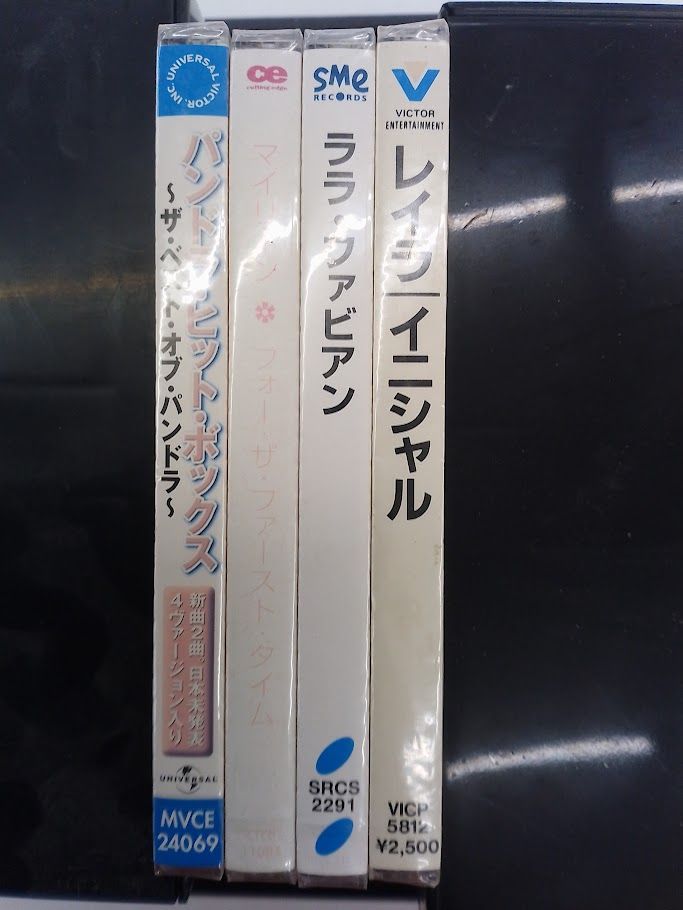 UNIVERSAL VICTOR, INC.
パンドラ・ヒット・ボックス
〜ザ・ベスト・オブ・パンドラ〜
新曲2曲、日本未発表
4ヴァージョン入り。
UNIVERSAL
MVCE
24069
ce
cutting edge
フォー・ザ・ファースト・タイム
SMe
RECORDS
ララ・ファビアン
SRCS
2291
VICTOR
ENTERTAINMENT
レイラ/イニシャル
VICP
5812
¥2,500